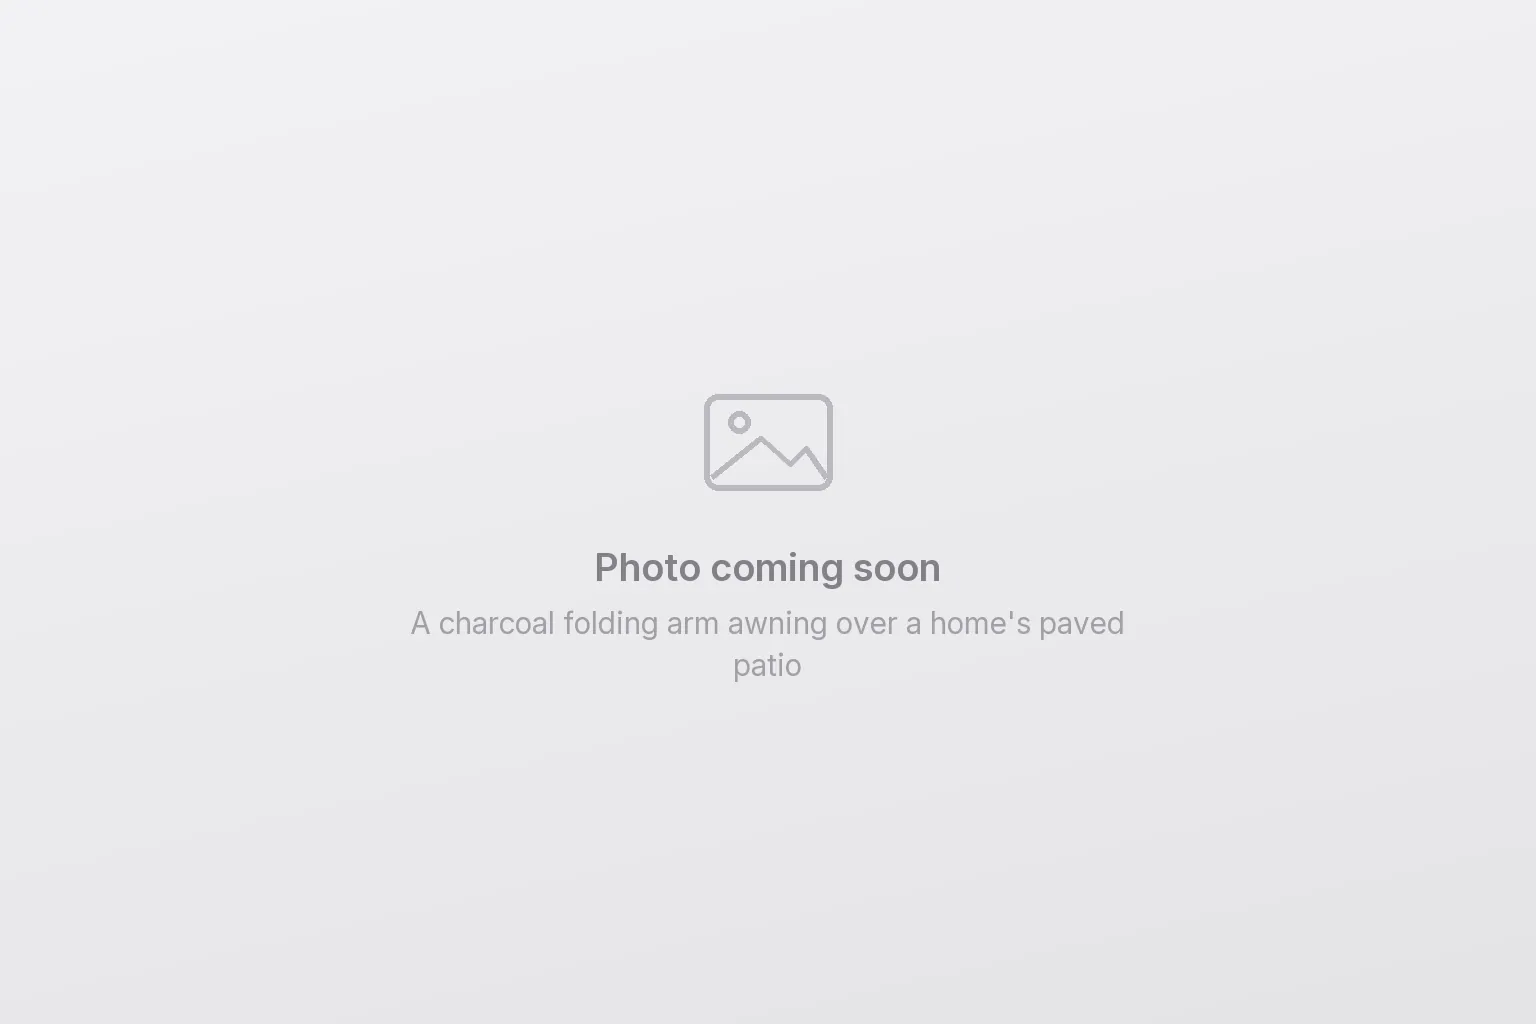 Photo coming soon
A charcoal folding arm awning over a home's paved
patio